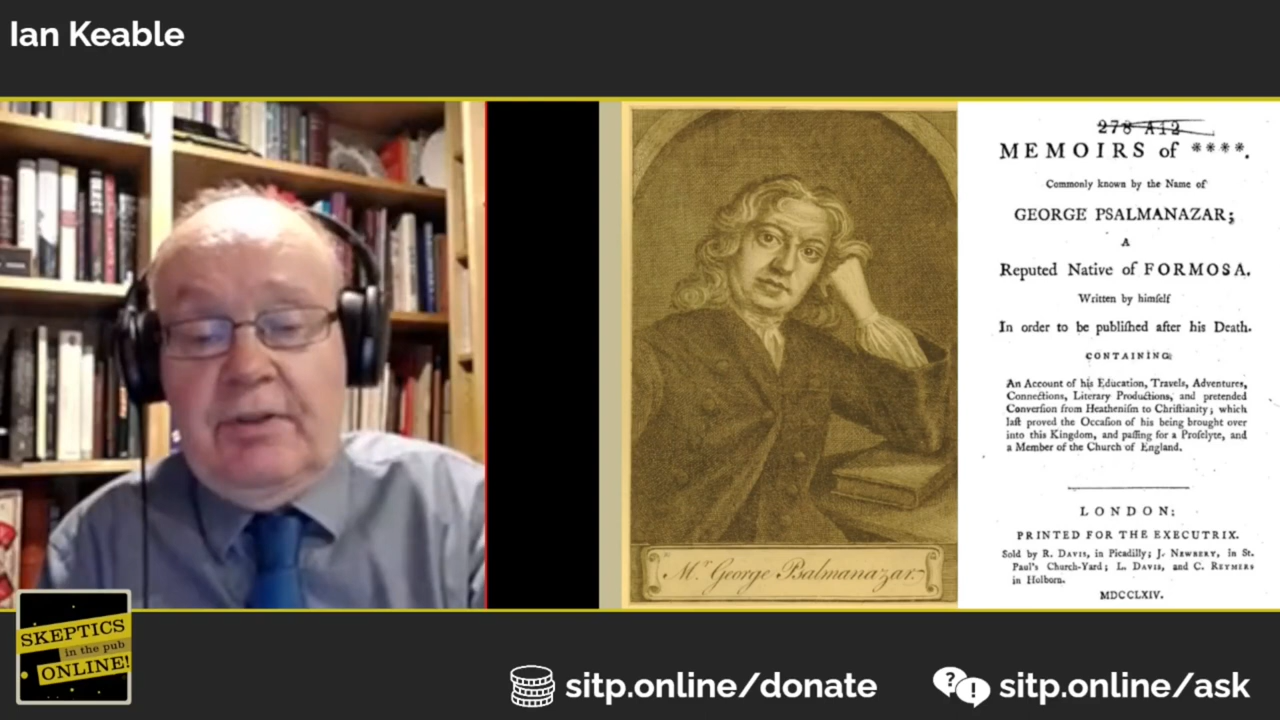 Ian Keable
278 A12
MEMOIRS of ****.
Commonly known by the Name of
GEORGE PSALMANAZAR;
A
Reputed Native of FORMOSA.
Written by himſelf
In order to be publiſhed after his Death.
CONTAINING
An Account of his Education, Travels, Adventures,
Connections, Literary Productions, and pretended
Converſion from Heatheniſm to Chriſtianity; which
laſt proved the Occaſion of his being brought over
into this Kingdom, and paſſing for a Proſelyte, and
a Member of the Church of England.
LONDON:
PRINTED FOR THE EXECUTRIX.
Sold by R. DAVIS, in Picadilly; J. NEWBERY, in St.
Paul's Church-Yard; L. DAVIS, and C. REYMERS
in Holborn.
MDCCLXIV.
Mr. George Psalmanazar.
SKEPTICS
in the pub
ONLINE!
sitp.online/donate
sitp.online/ask